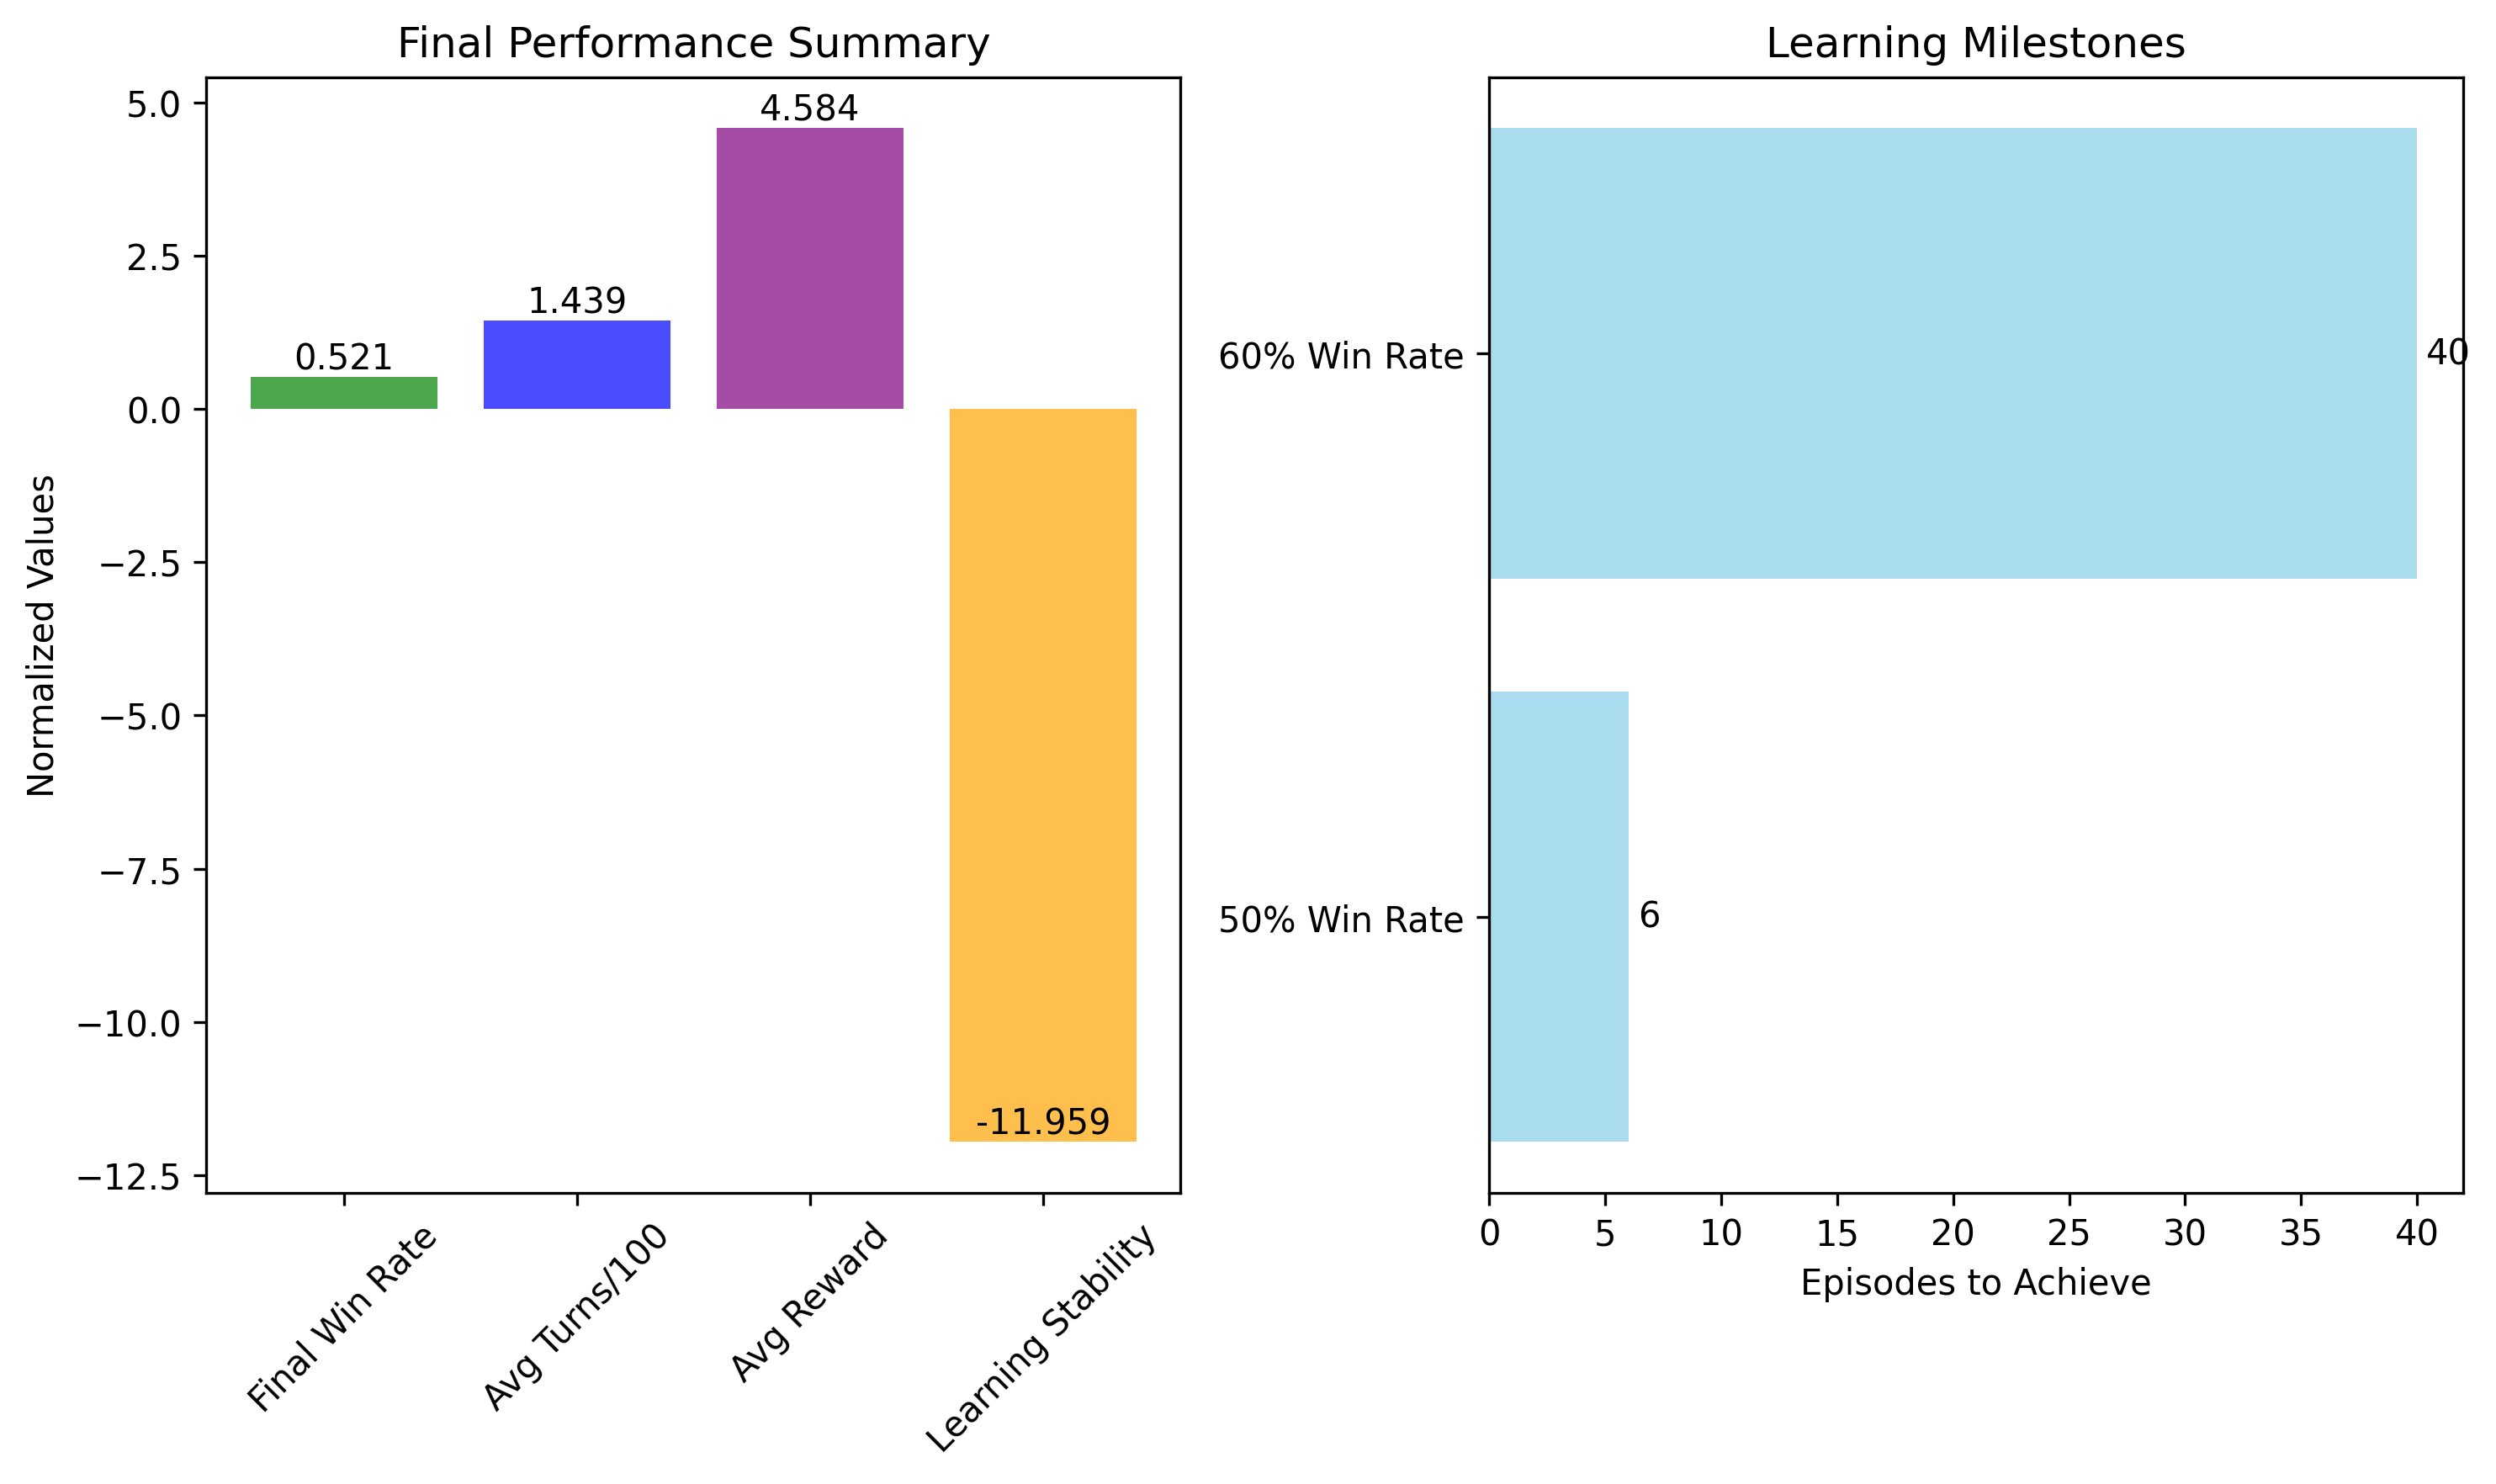 Final Performance Summary
Normalized Values
5.0
2.5
0.0
−2.5
−5.0
−7.5
−10.0
−12.5
0.521
1.439
4.584
-11.959
Final Win Rate
Avg Turns/100
Avg Reward
Learning Stability
Learning Milestones
60% Win Rate
50% Win Rate
40
6
0 5 10 15 20 25 30 35 40
Episodes to Achieve